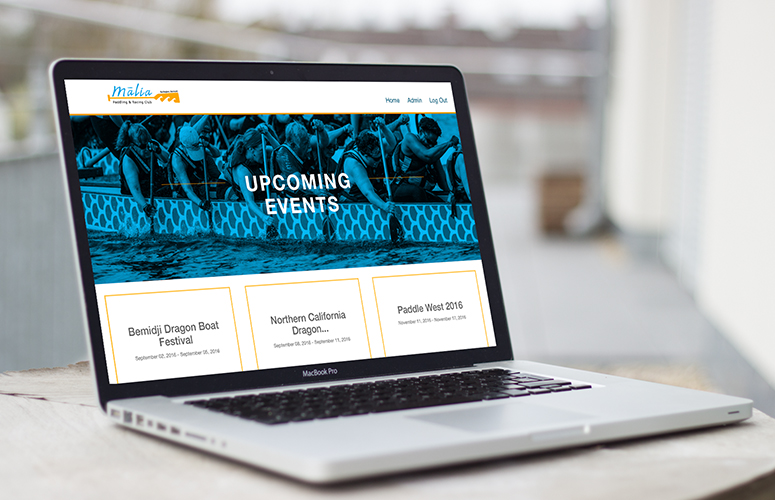 mālia
Paddling & Racing Club
Home Admin Log Out
UPCOMING
EVENTS
Bemidji Dragon Boat
Festival
September 02, 2016 - September 05, 2016
Northern California
Dragon...
September 08, 2016 - September 11, 2016
Paddle West 2016
November 11, 2016 - November 11, 2016
MacBook Pro